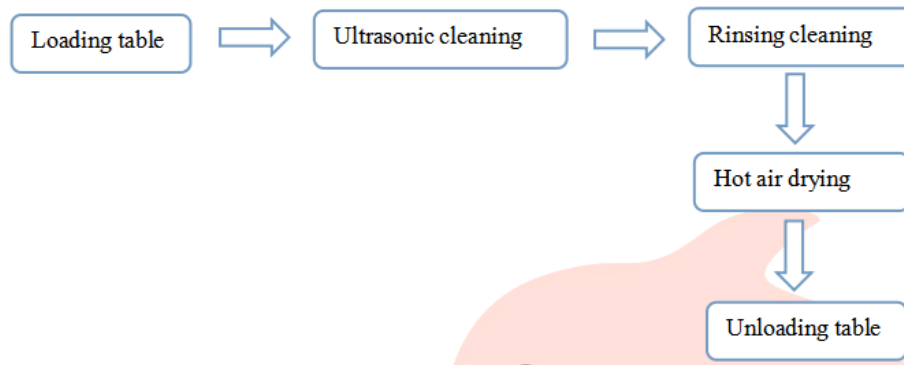 Loading table
Ultrasonic cleaning
Rinsing cleaning
Hot air drying
Unloading table